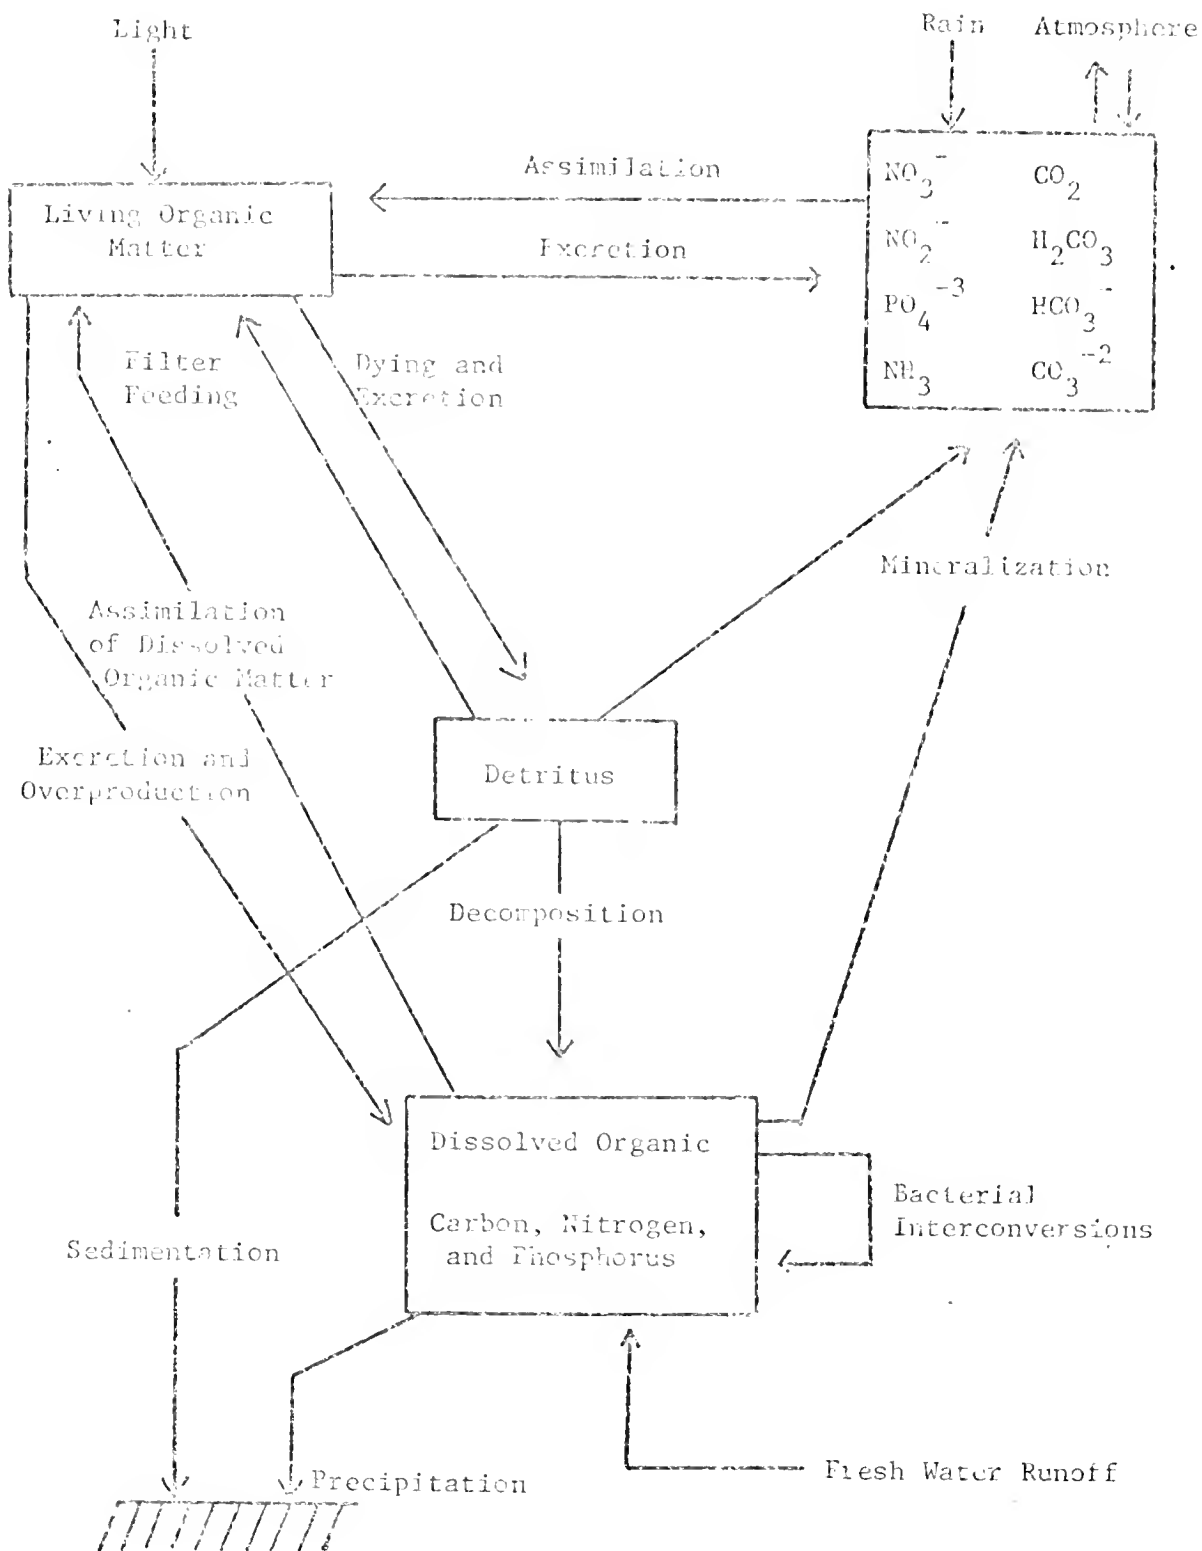 Light
Rain
Atmosphere
Assimilation
Living Organic
Matter
Excretion
NO₃⁻ CO₂
NO₂⁻ H₂CO₃
PO₄⁻³ HCO₃⁻
NH₃ CO₃⁻²
Filter
Feeding
Dying and
Excretion
Mineralization
Assimilation
of Dissolved
Organic Matter
Excretion and
Overproduction
Detritus
Decomposition
Dissolved Organic
Carbon, Nitrogen,
and Phosphorus
Bacterial
Interconversions
Sedimentation
Precipitation
Fresh Water Runoff